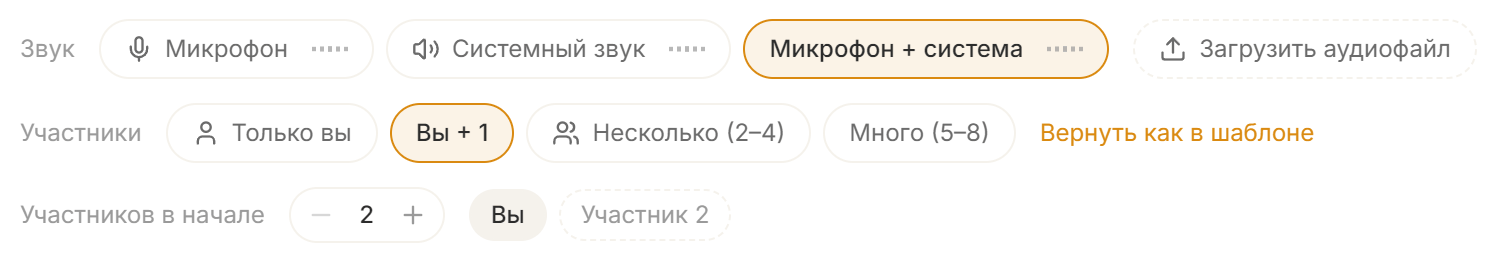 Звук Микрофон Системный звук Микрофон + система Загрузить аудиофайл
Участники Только вы Вы + 1 Несколько (2–4) Много (5–8) Вернуть как в шаблоне
Участников в начале − 2 + Вы Участник 2